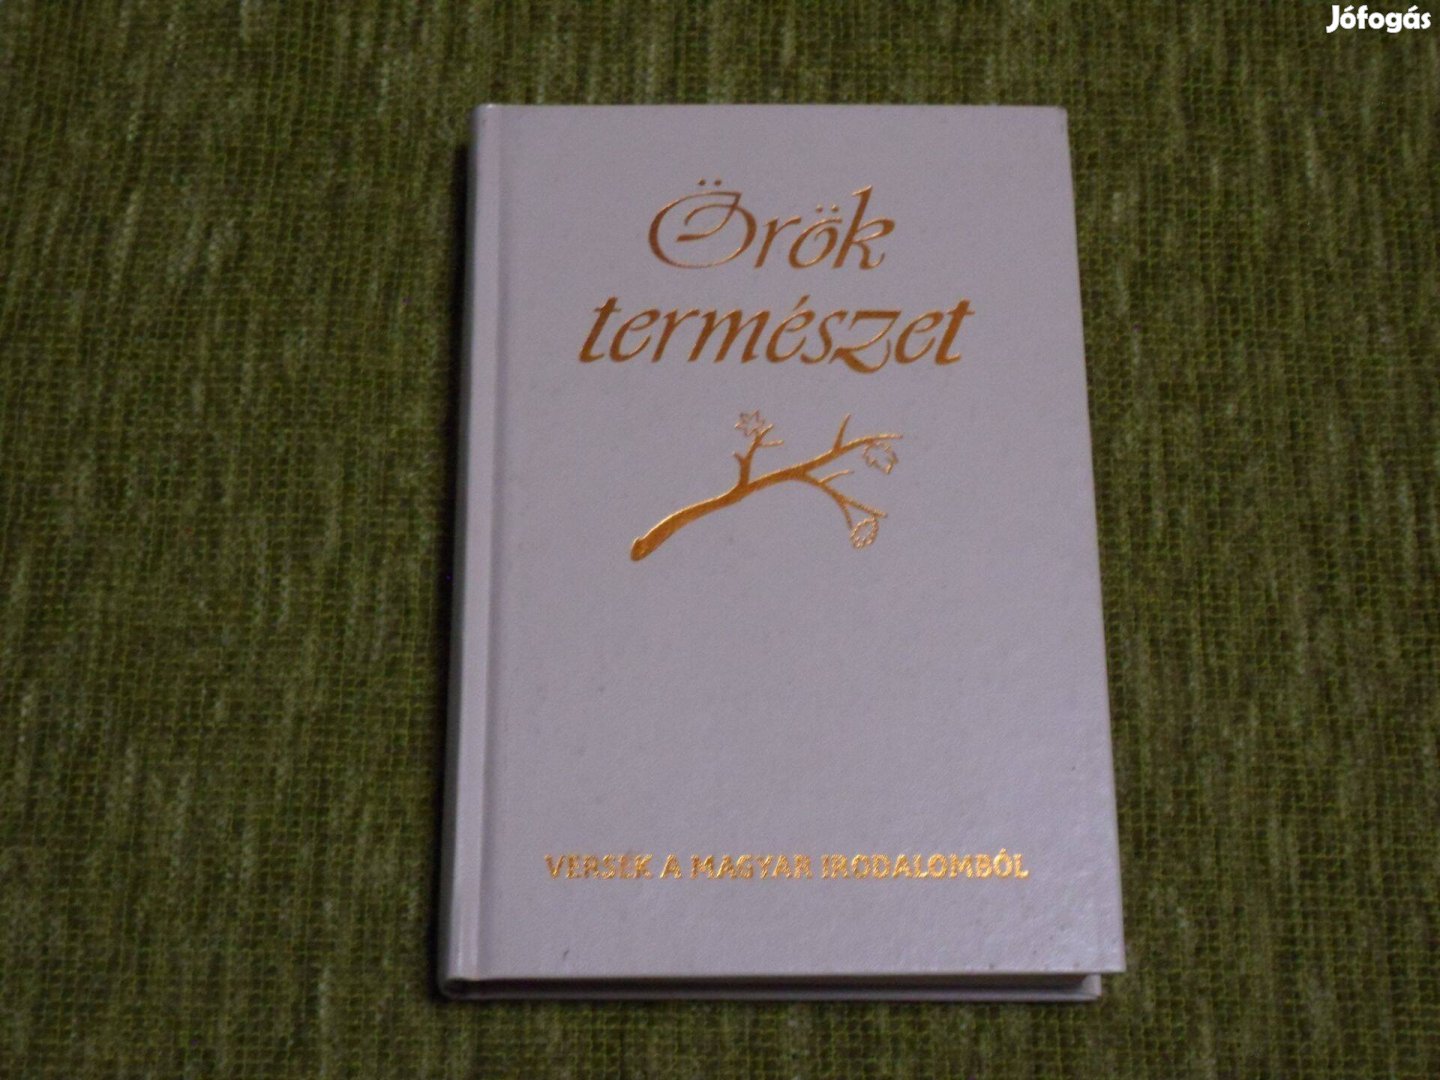 Jófogás
Örök
természet
VERSEK A MAGYAR IRODALOMBÓL